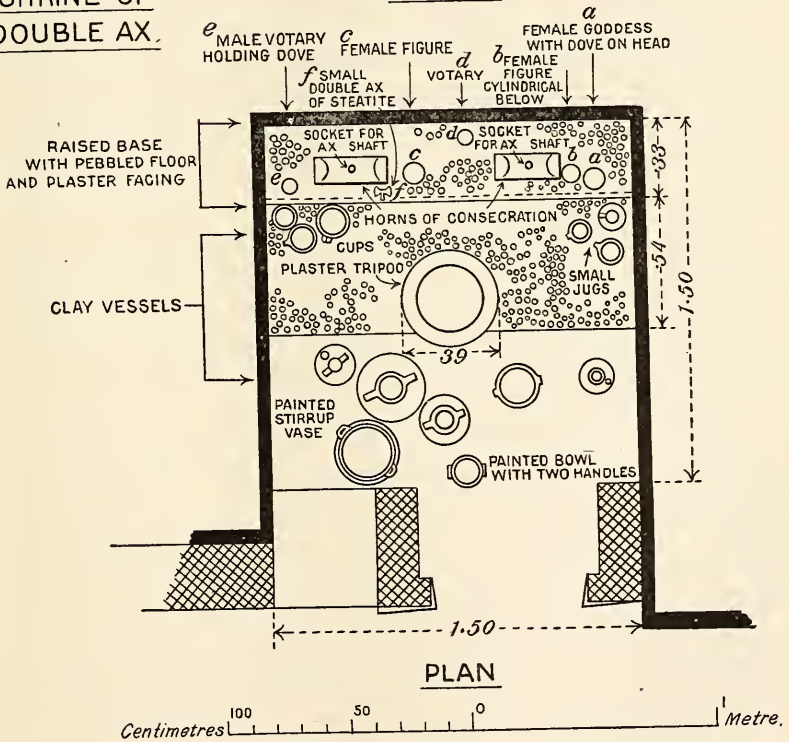 DOUBLE AX.
e MALE VOTARY
HOLDING DOVE
f SMALL
DOUBLE AX
OF STEATITE
c
FEMALE FIGURE
d
VOTARY
b FEMALE
FIGURE
CYLINDRICAL
BELOW
a
FEMALE GODDESS
WITH DOVE ON HEAD
RAISED BASE
WITH PEBBLED FLOOR
AND PLASTER FACING
SOCKET FOR
AX SHAFT
d
SOCKET
FOR AX SHAFT
e
c
b
a
f
HORNS OF CONSECRATION
CUPS
PLASTER TRIPOD
SMALL
JUGS
CLAY VESSELS
·33
·54
1·50
·39
PAINTED
STIRRUP
VASE
PAINTED BOWL
WITH TWO HANDLES
1·50
PLAN
Centimetres 100 50 0 1 Metre.